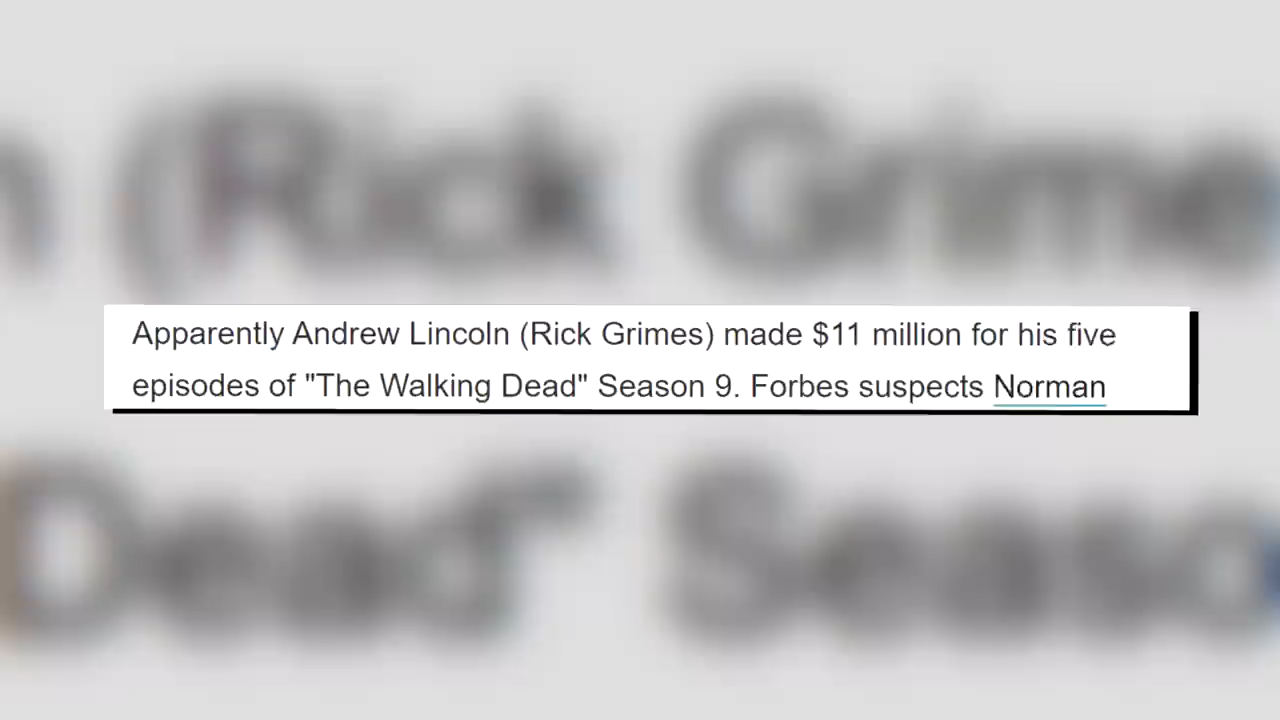 Apparently Andrew Lincoln (Rick Grimes) made $11 million for his five
episodes of "The Walking Dead" Season 9. Forbes suspects Norman